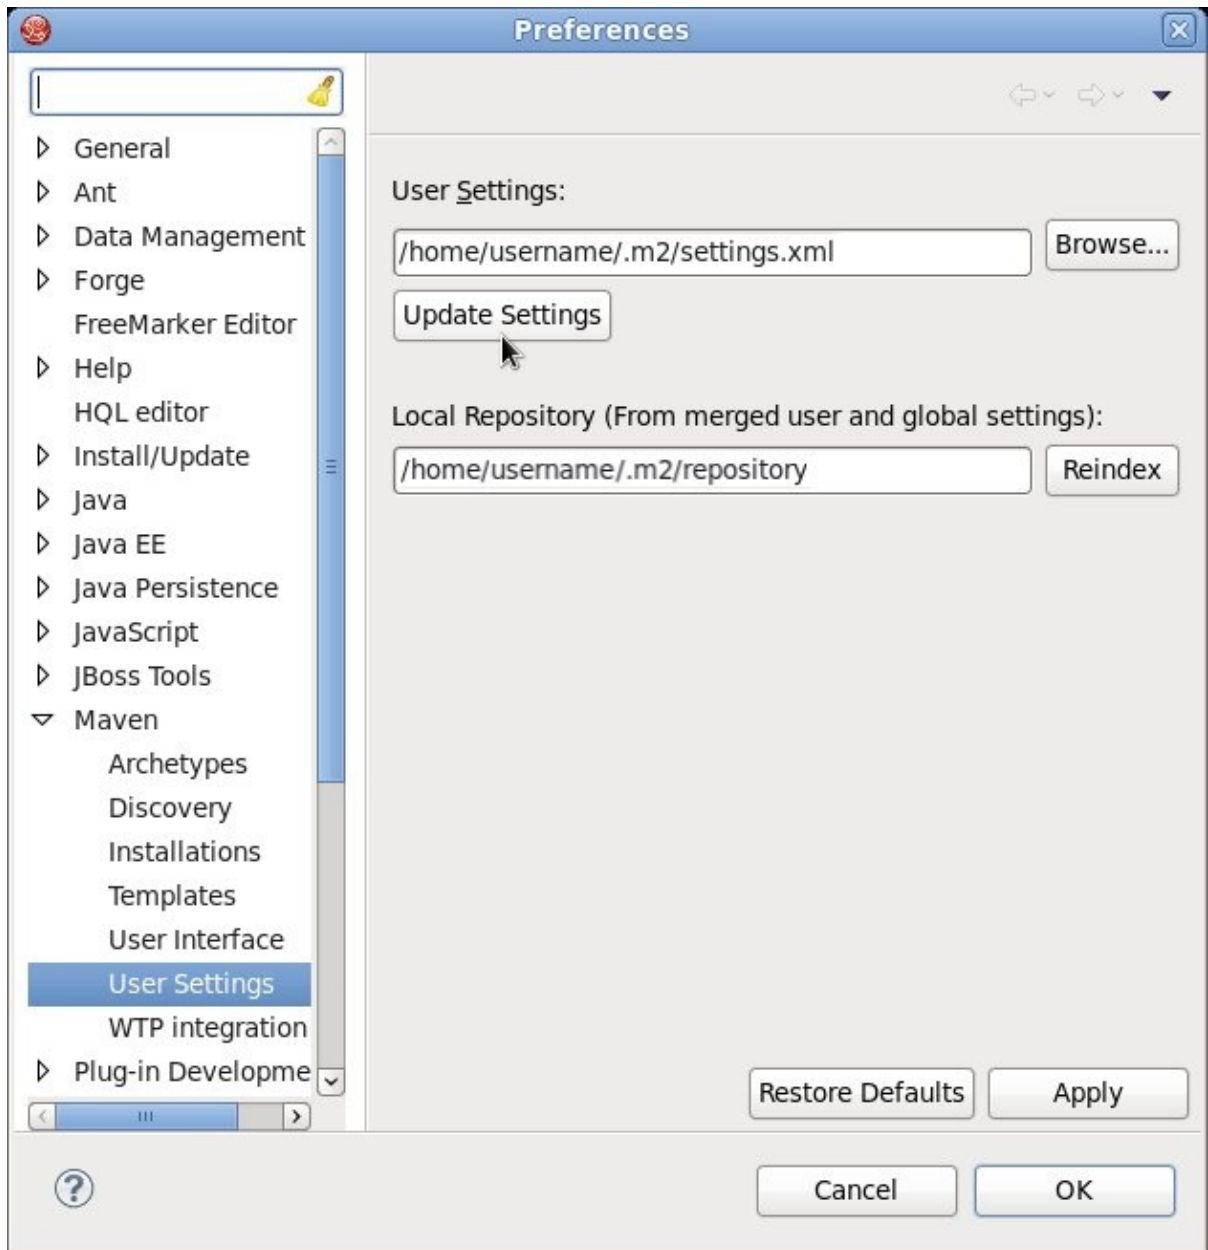 Preferences
General
Ant
Data Management
Forge
FreeMarker Editor
Help
HQL editor
Install/Update
Java
Java EE
Java Persistence
JavaScript
JBoss Tools
Maven
Archetypes
Discovery
Installations
Templates
User Interface
User Settings
WTP integration
Plug-in Developme
User Settings:
/home/username/.m2/settings.xml
Browse...
Update Settings
Local Repository (From merged user and global settings):
/home/username/.m2/repository
Reindex
Restore Defaults
Apply
?
Cancel
OK